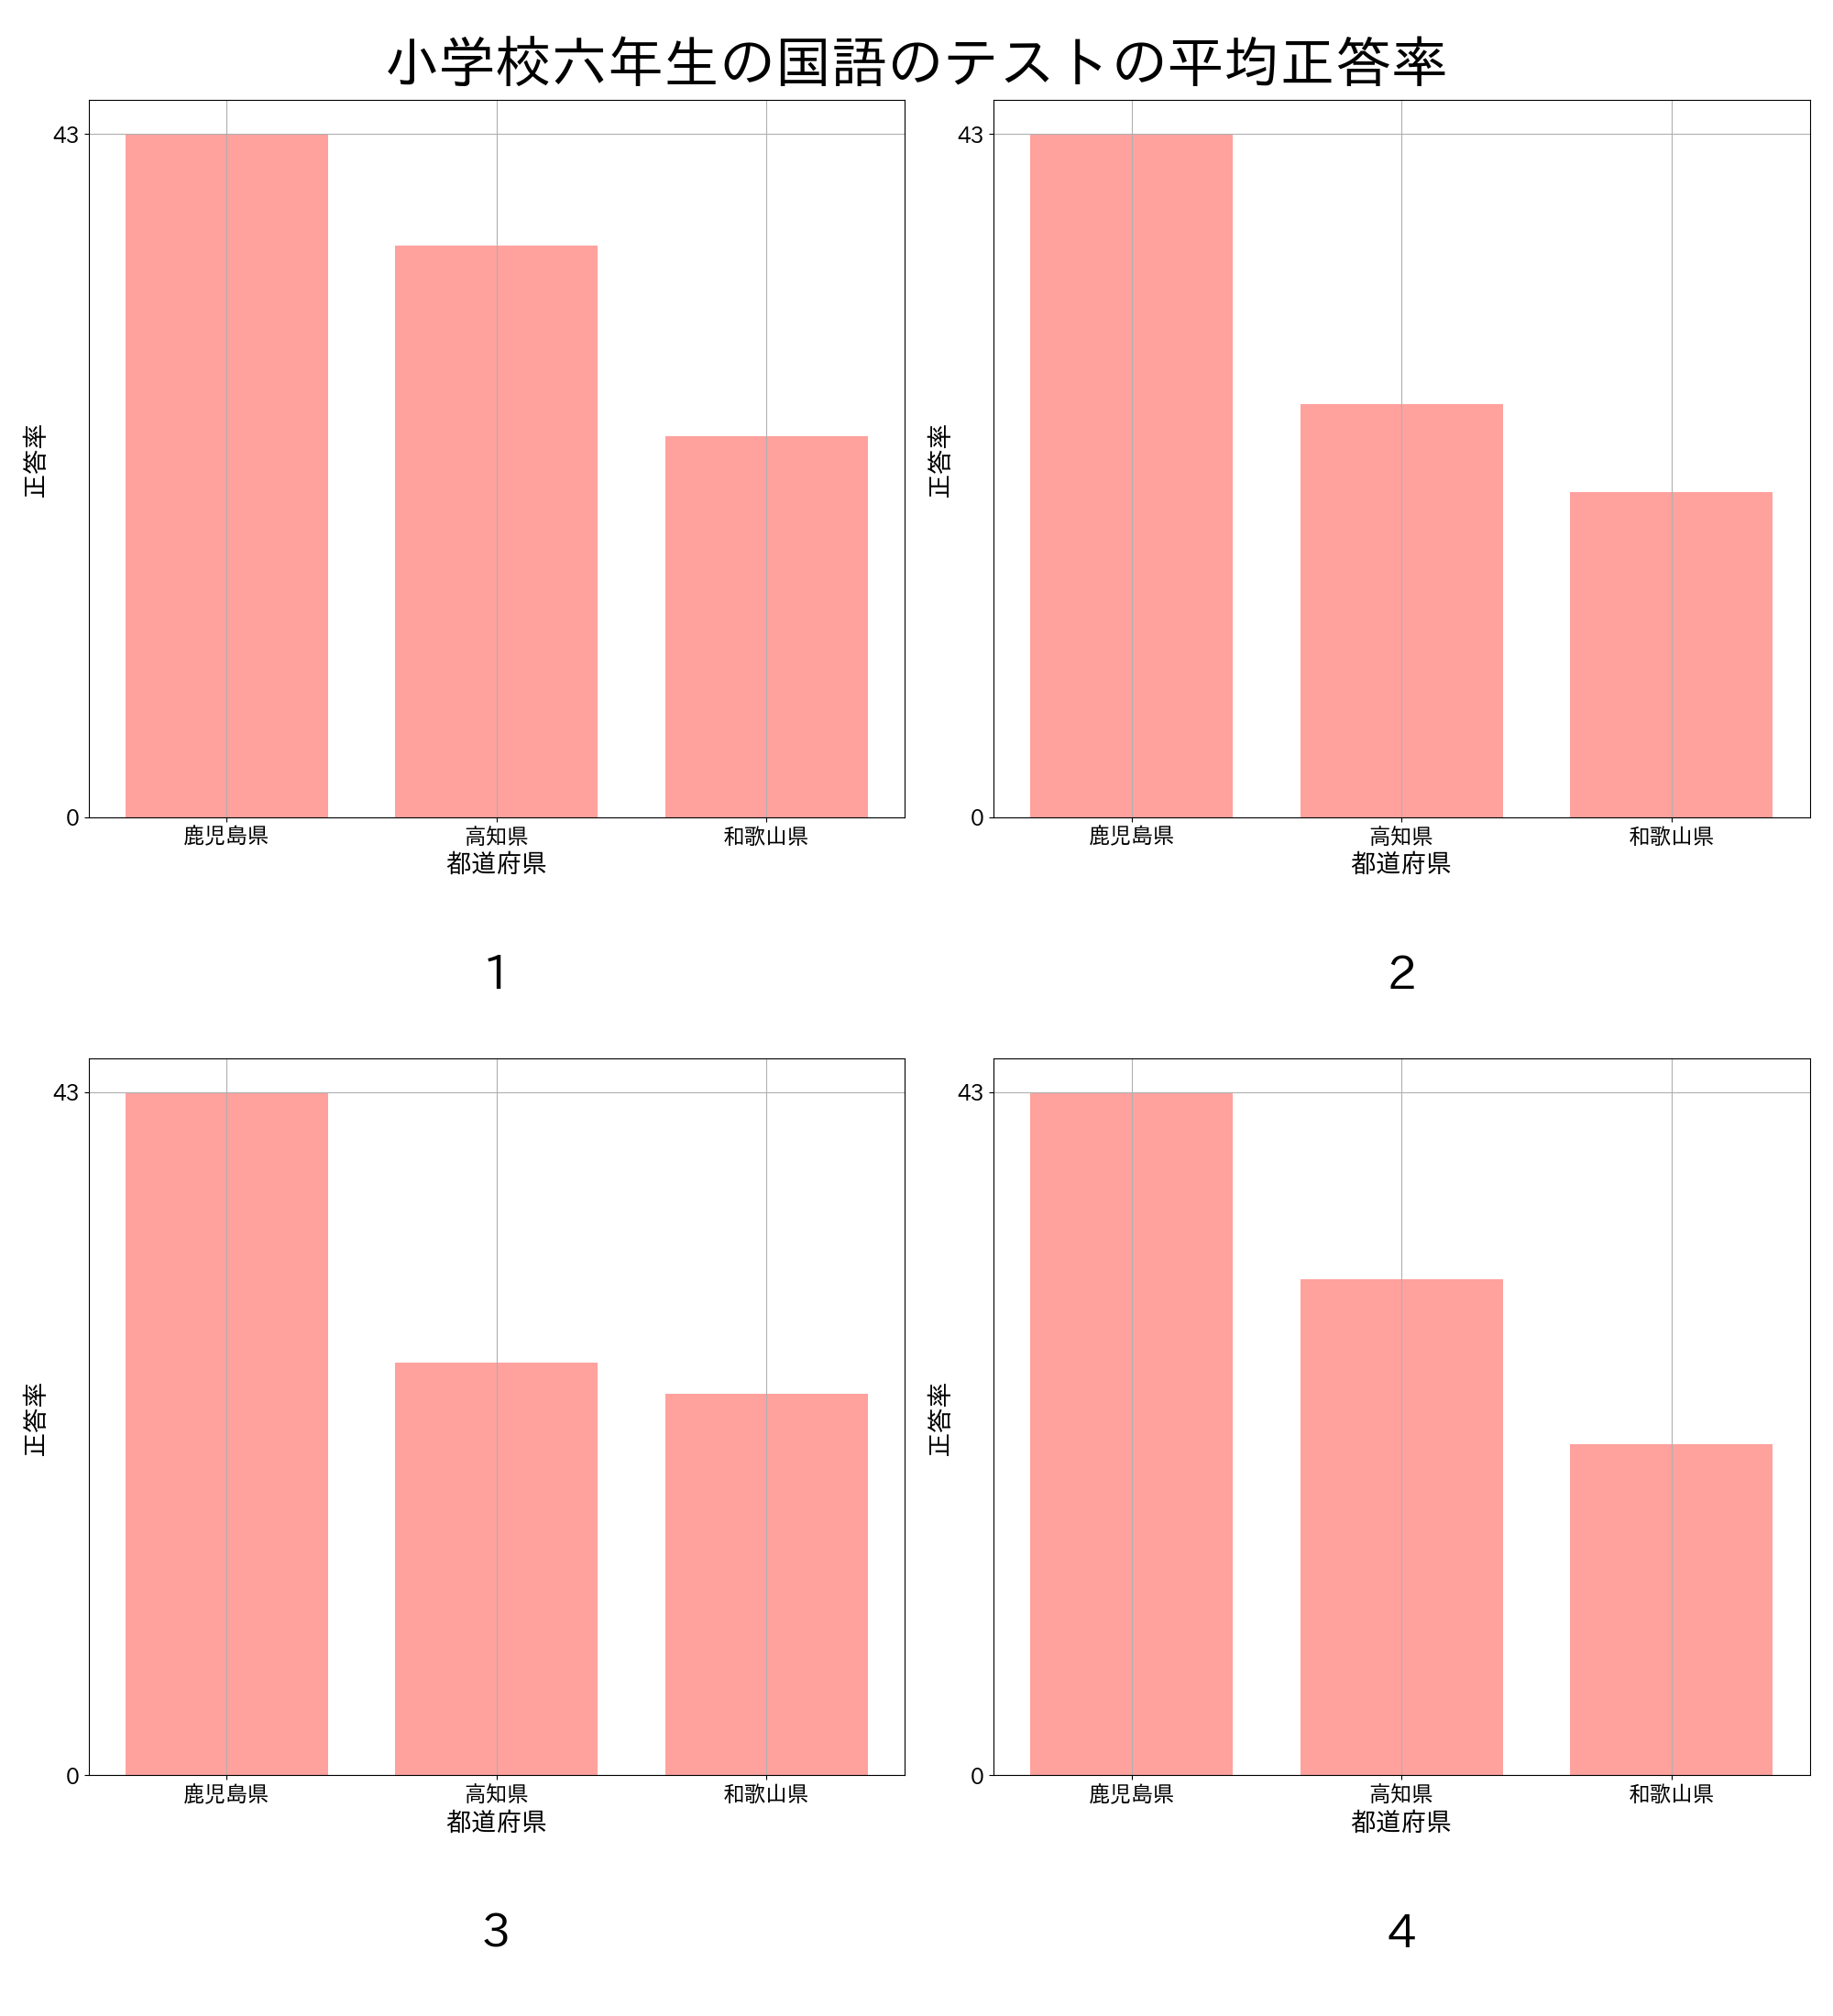 小学校六年生の国語のテストの平均正答率
43
正答率
0
鹿児島県 高知県 和歌山県
都道府県
1
43
正答率
0
鹿児島県 高知県 和歌山県
都道府県
2
43
正答率
0
鹿児島県 高知県 和歌山県
都道府県
3
43
正答率
0
鹿児島県 高知県 和歌山県
都道府県
4